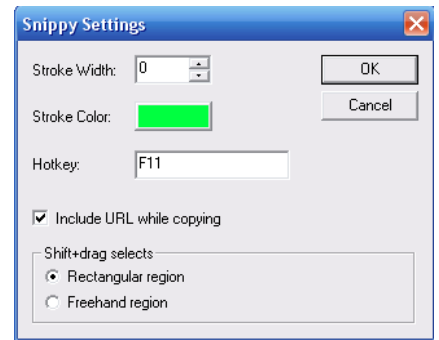 Snippy Settings
Stroke Width: 0 OK
Stroke Color: Cancel
Hotkey: F11
Include URL while copying
Shift+drag selects
Rectangular region
Freehand region